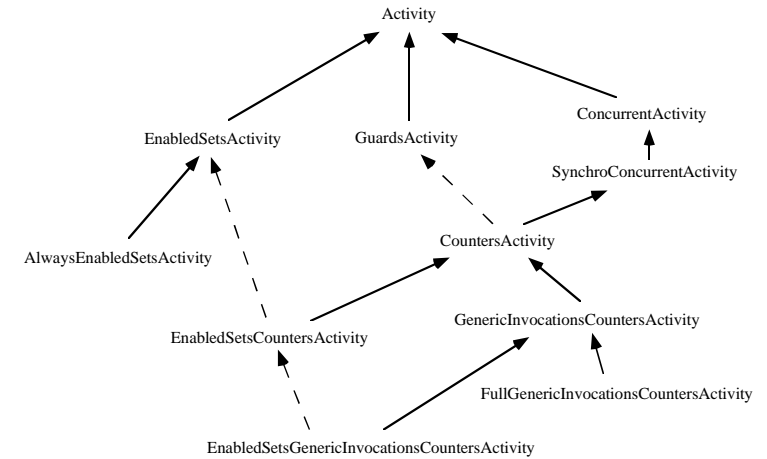 Activity
ConcurrentActivity
EnabledSetsActivity
GuardsActivity
SynchroConcurrentActivity
CountersActivity
AlwaysEnabledSetsActivity
GenericInvocationsCountersActivity
EnabledSetsCountersActivity
FullGenericInvocationsCountersActivity
EnabledSetsGenericInvocationsCountersActivity